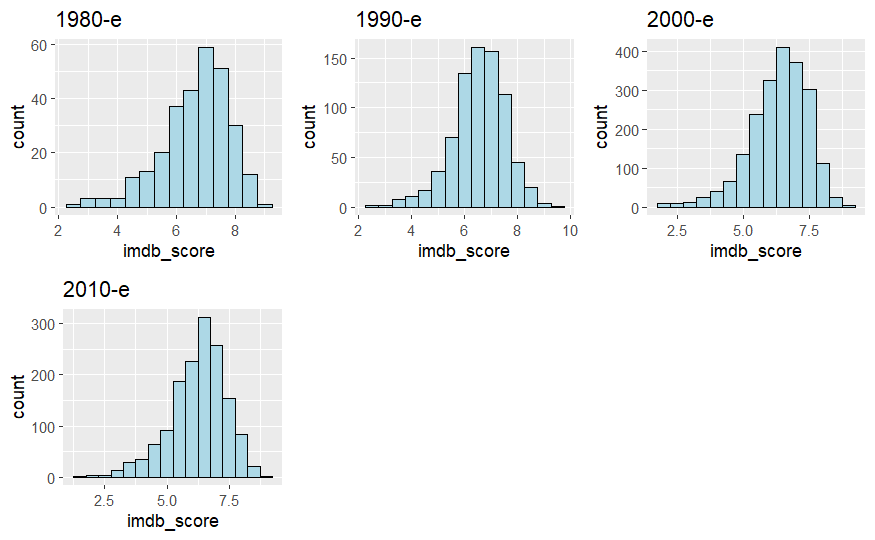 1980-e
60
40
20
0
count
2 4 6 8
imdb_score
1990-e
150
100
50
0
count
2 4 6 8 10
imdb_score
2000-e
400
300
200
100
0
count
2.5 5.0 7.5
imdb_score
2010-e
300
200
100
0
count
2.5 5.0 7.5
imdb_score